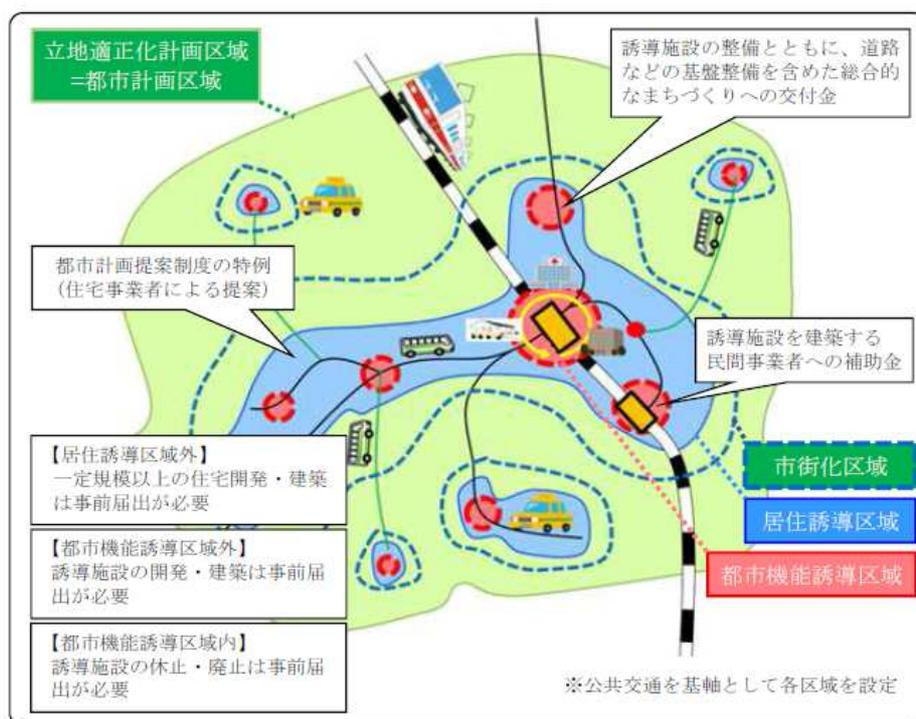 立地適正化計画区域
=都市計画区域
誘導施設の整備とともに、道路
などの基盤整備を含めた総合的
なまちづくりへの交付金
都市計画提案制度の特例
(住宅事業者による提案)
誘導施設を建築する
民間事業者への補助金
【居住誘導区域外】
一定規模以上の住宅開発・建築
は事前届出が必要
【都市機能誘導区域外】
誘導施設の開発・建築は事前届
出が必要
【都市機能誘導区域内】
誘導施設の休止・廃止は事前届
出が必要
市街化区域
居住誘導区域
都市機能誘導区域
※公共交通を基軸として各区域を設定